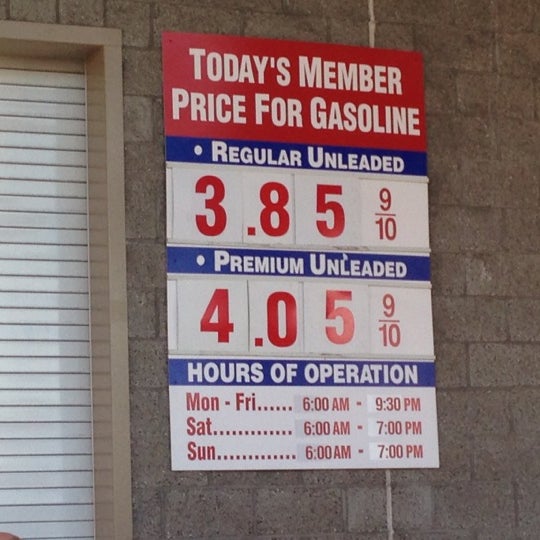 TODAY'S MEMBER
PRICE FOR GASOLINE
• REGULAR UNLEADED
3.85 9/10
• PREMIUM UNLEADED
4.05 9/10
HOURS OF OPERATION
Mon - Fri...... 6:00 AM - 9:30 PM
Sat............. 6:00 AM - 7:00 PM
Sun............. 6:00 AM - 7:00 PM